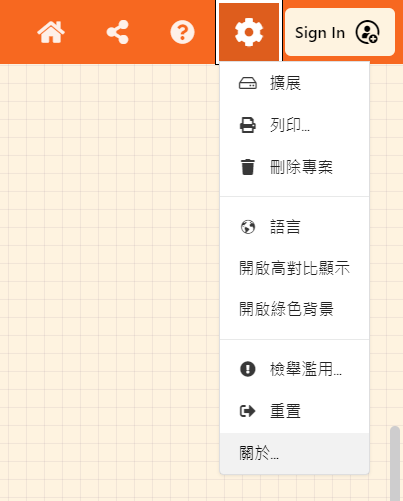 Sign In
擴展
列印...
刪除專案
語言
開啟高對比顯示
開啟綠色背景
檢舉濫用...
重置
關於...